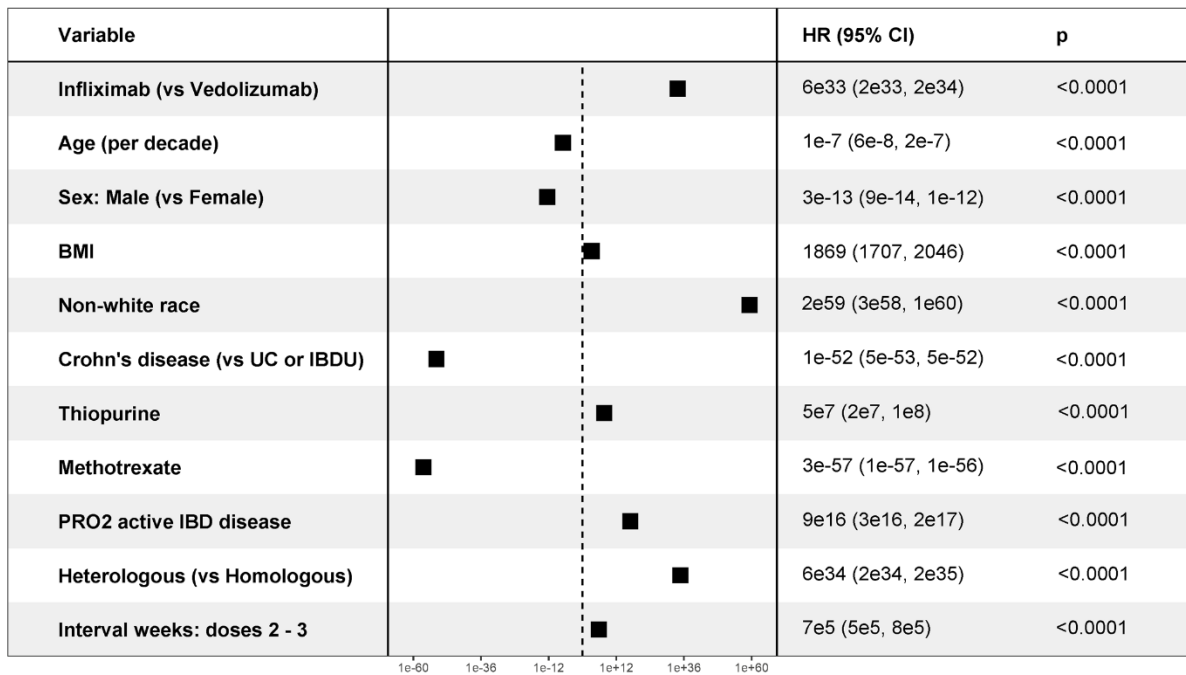 Variable HR (95% CI) p
Infliximab (vs Vedolizumab) 6e33 (2e33, 2e34) <0.0001
Age (per decade) 1e-7 (6e-8, 2e-7) <0.0001
Sex: Male (vs Female) 3e-13 (9e-14, 1e-12) <0.0001
BMI 1869 (1707, 2046) <0.0001
Non-white race 2e59 (3e58, 1e60) <0.0001
Crohn's disease (vs UC or IBDU) 1e-52 (5e-53, 5e-52) <0.0001
Thiopurine 5e7 (2e7, 1e8) <0.0001
Methotrexate 3e-57 (1e-57, 1e-56) <0.0001
PRO2 active IBD disease 9e16 (3e16, 2e17) <0.0001
Heterologous (vs Homologous) 6e34 (2e34, 2e35) <0.0001
Interval weeks: doses 2 - 3 7e5 (5e5, 8e5) <0.0001
1e-60 1e-36 1e-12 1e+12 1e+36 1e+60